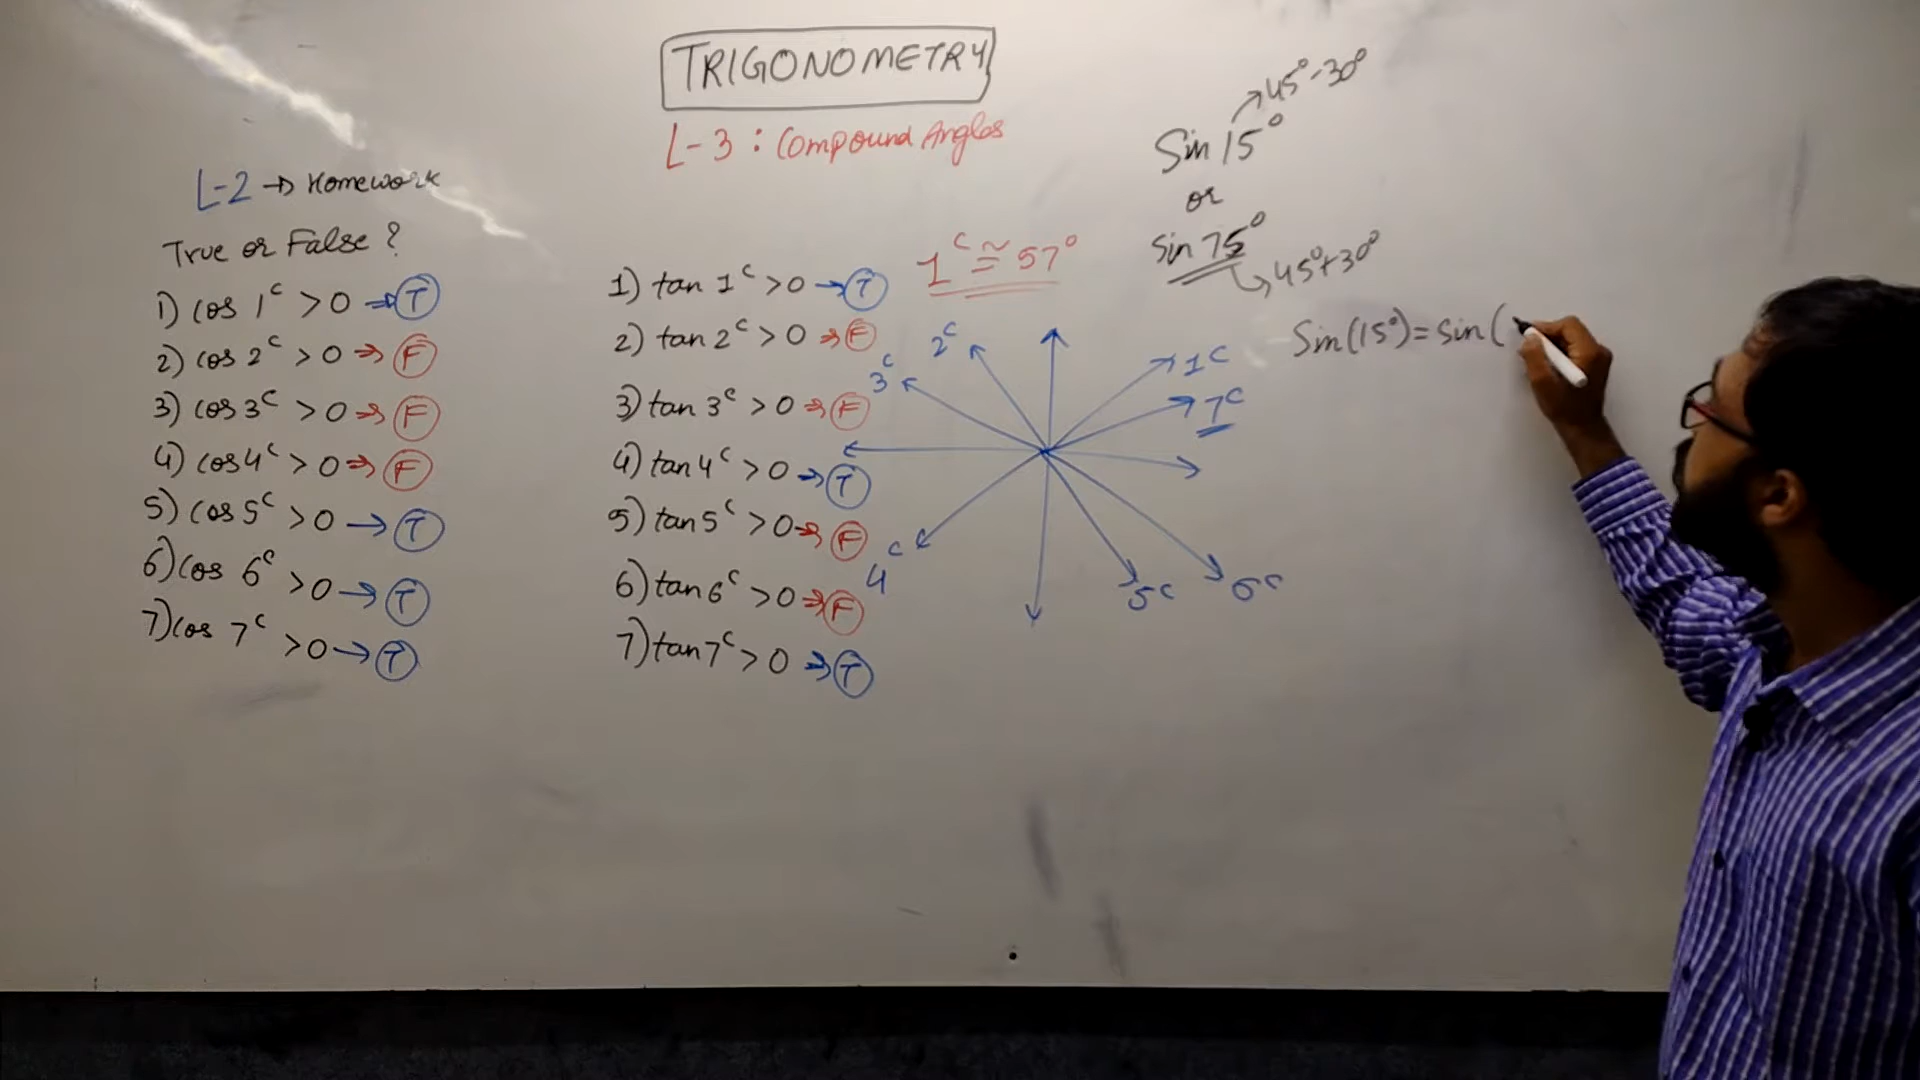 TRIGONOMETRY
L-3 : Compound Angles
L-2 → Homework
True or False ?
1) cos 1ᶜ > 0 → T
2) cos 2ᶜ > 0 → F
3) cos 3ᶜ > 0 → F
4) cos 4ᶜ > 0 → F
5) cos 5ᶜ > 0 → T
6) cos 6ᶜ > 0 → T
7) cos 7ᶜ > 0 → T
1) tan 1ᶜ > 0 → T
2) tan 2ᶜ > 0 → F
3) tan 3ᶜ > 0 → F
4) tan 4ᶜ > 0 → T
5) tan 5ᶜ > 0 → F
6) tan 6ᶜ > 0 → F
7) tan 7ᶜ > 0 → T
1ᶜ ≅ 57°
2ᶜ
3ᶜ
1ᶜ
7ᶜ
4ᶜ
5ᶜ
6ᶜ
45°-30°
Sin 15°
or
Sin 75°
45°+30°
Sin(15°)=Sin(